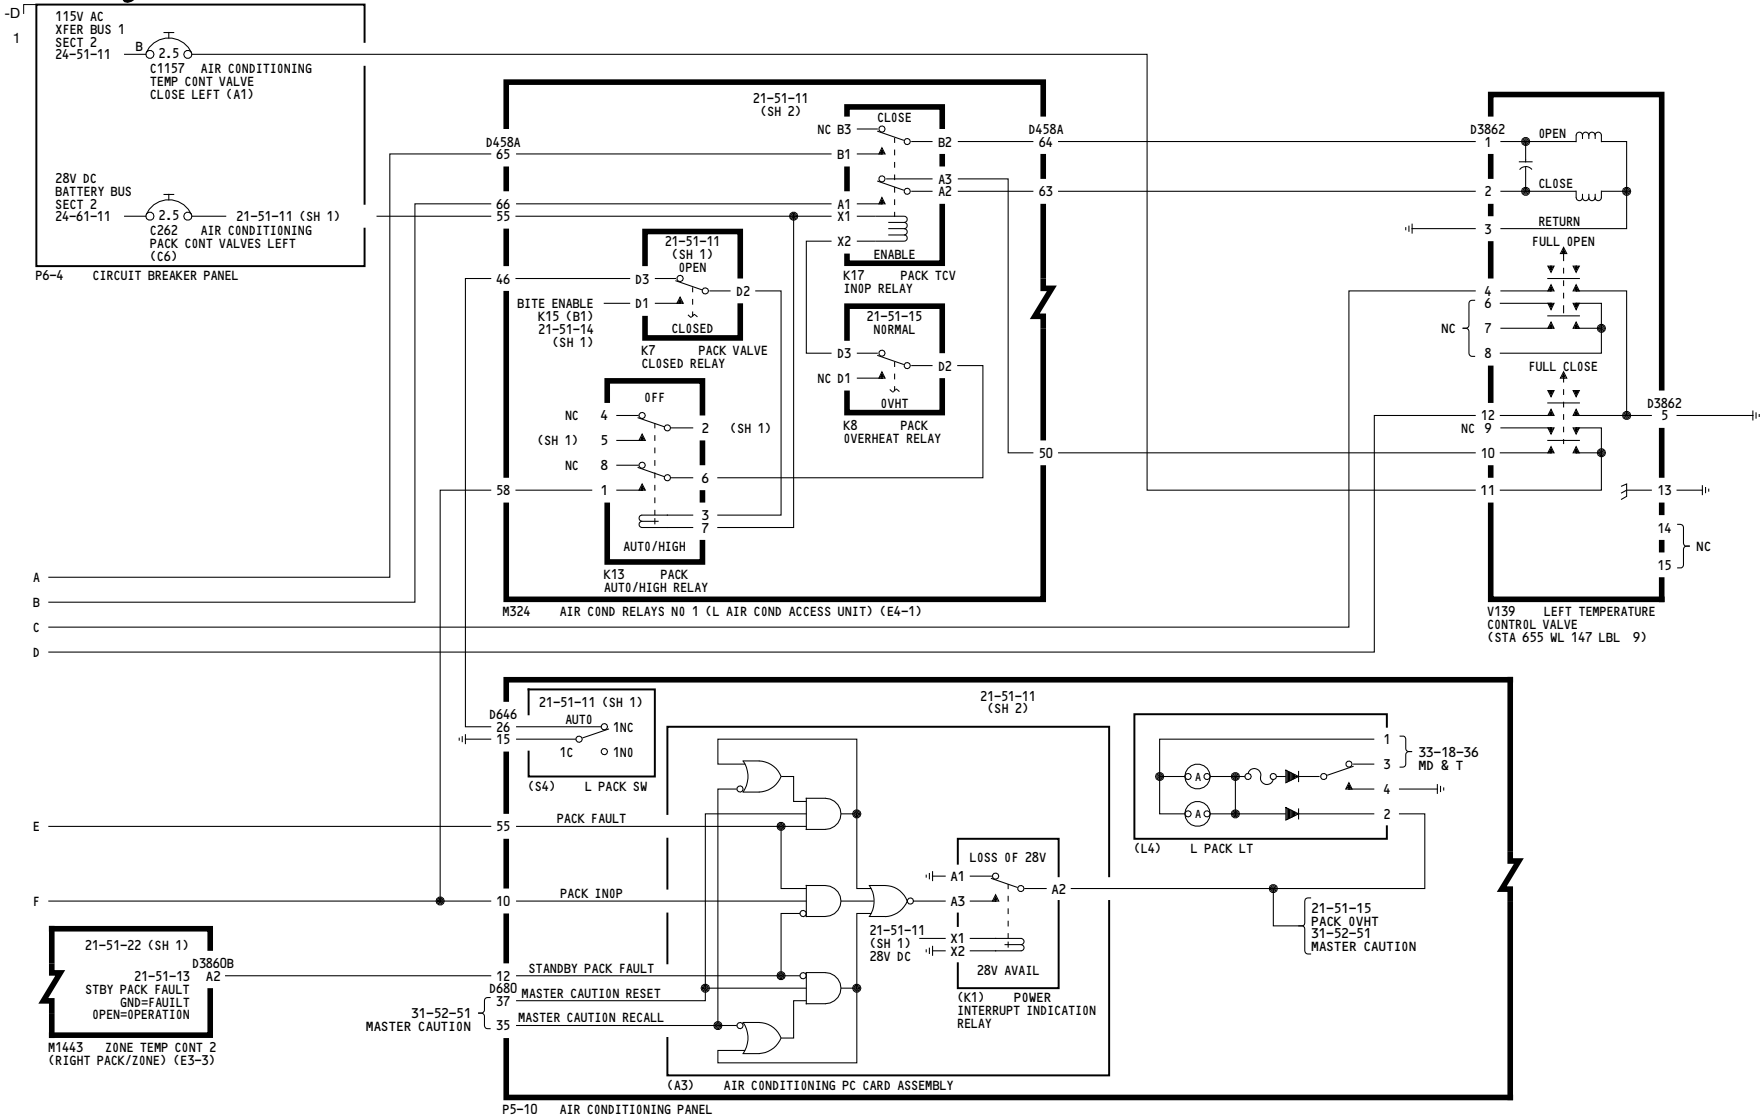 -D
1
115V AC
XFER BUS 1
SECT 2
24-51-11
B
2.5
C1157 AIR CONDITIONING
TEMP CONT VALVE
CLOSE LEFT (A1)
28V DC
BATTERY BUS
SECT 2
24-61-11
2.5
21-51-11 (SH 1)
C262 AIR CONDITIONING
PACK CONT VALVES LEFT
(C6)
P6-4 CIRCUIT BREAKER PANEL
D458A
65
66
55
46
58
21-51-11
(SH 2)
CLOSE
NC B3
B2
B1
A3
A2
A1
X1
X2
ENABLE
K17 PACK TCV
INOP RELAY
D458A
64
63
50
21-51-11
(SH 1)
OPEN
D3
D2
D1
CLOSED
BITE ENABLE
K15 (B1)
21-51-14
(SH 1)
K7 PACK VALVE
CLOSED RELAY
21-51-15
NORMAL
D3
D2
NC D1
OVHT
K8 PACK
OVERHEAT RELAY
OFF
NC 4
2 (SH 1)
(SH 1) 5
NC 8
6
1
3
7
AUTO/HIGH
K13 PACK
AUTO/HIGH RELAY
M324 AIR COND RELAYS NO 1 (L AIR COND ACCESS UNIT) (E4-1)
D3862
1
OPEN
2
CLOSE
3
RETURN
FULL OPEN
4
6
NC 7
8
FULL CLOSE
12
D3862
5
NC 9
10
11
13
14
NC
15
V139 LEFT TEMPERATURE
CONTROL VALVE
(STA 655 WL 147 LBL 9)
A
B
C
D
E
F
D646
26
15
21-51-11 (SH 1)
AUTO
1NC
1C
1NO
(S4) L PACK SW
21-51-11
(SH 2)
55
PACK FAULT
10
PACK INOP
12
STANDBY PACK FAULT
D680
37
MASTER CAUTION RESET
35
MASTER CAUTION RECALL
31-52-51
MASTER CAUTION
21-51-22 (SH 1)
D3860B
A2
21-51-13
STBY PACK FAULT
GND=FAUILT
OPEN=OPERATION
M1443 ZONE TEMP CONT 2
(RIGHT PACK/ZONE) (E3-3)
LOSS OF 28V
A1
A2
A3
21-51-11
(SH 1)
28V DC
X1
X2
28V AVAIL
(K1) POWER
INTERRUPT INDICATION
RELAY
(A3) AIR CONDITIONING PC CARD ASSEMBLY
1
3
33-18-36
MD & T
A
4
A
2
(L4) L PACK LT
21-51-15
PACK OVHT
31-52-51
MASTER CAUTION
P5-10 AIR CONDITIONING PANEL